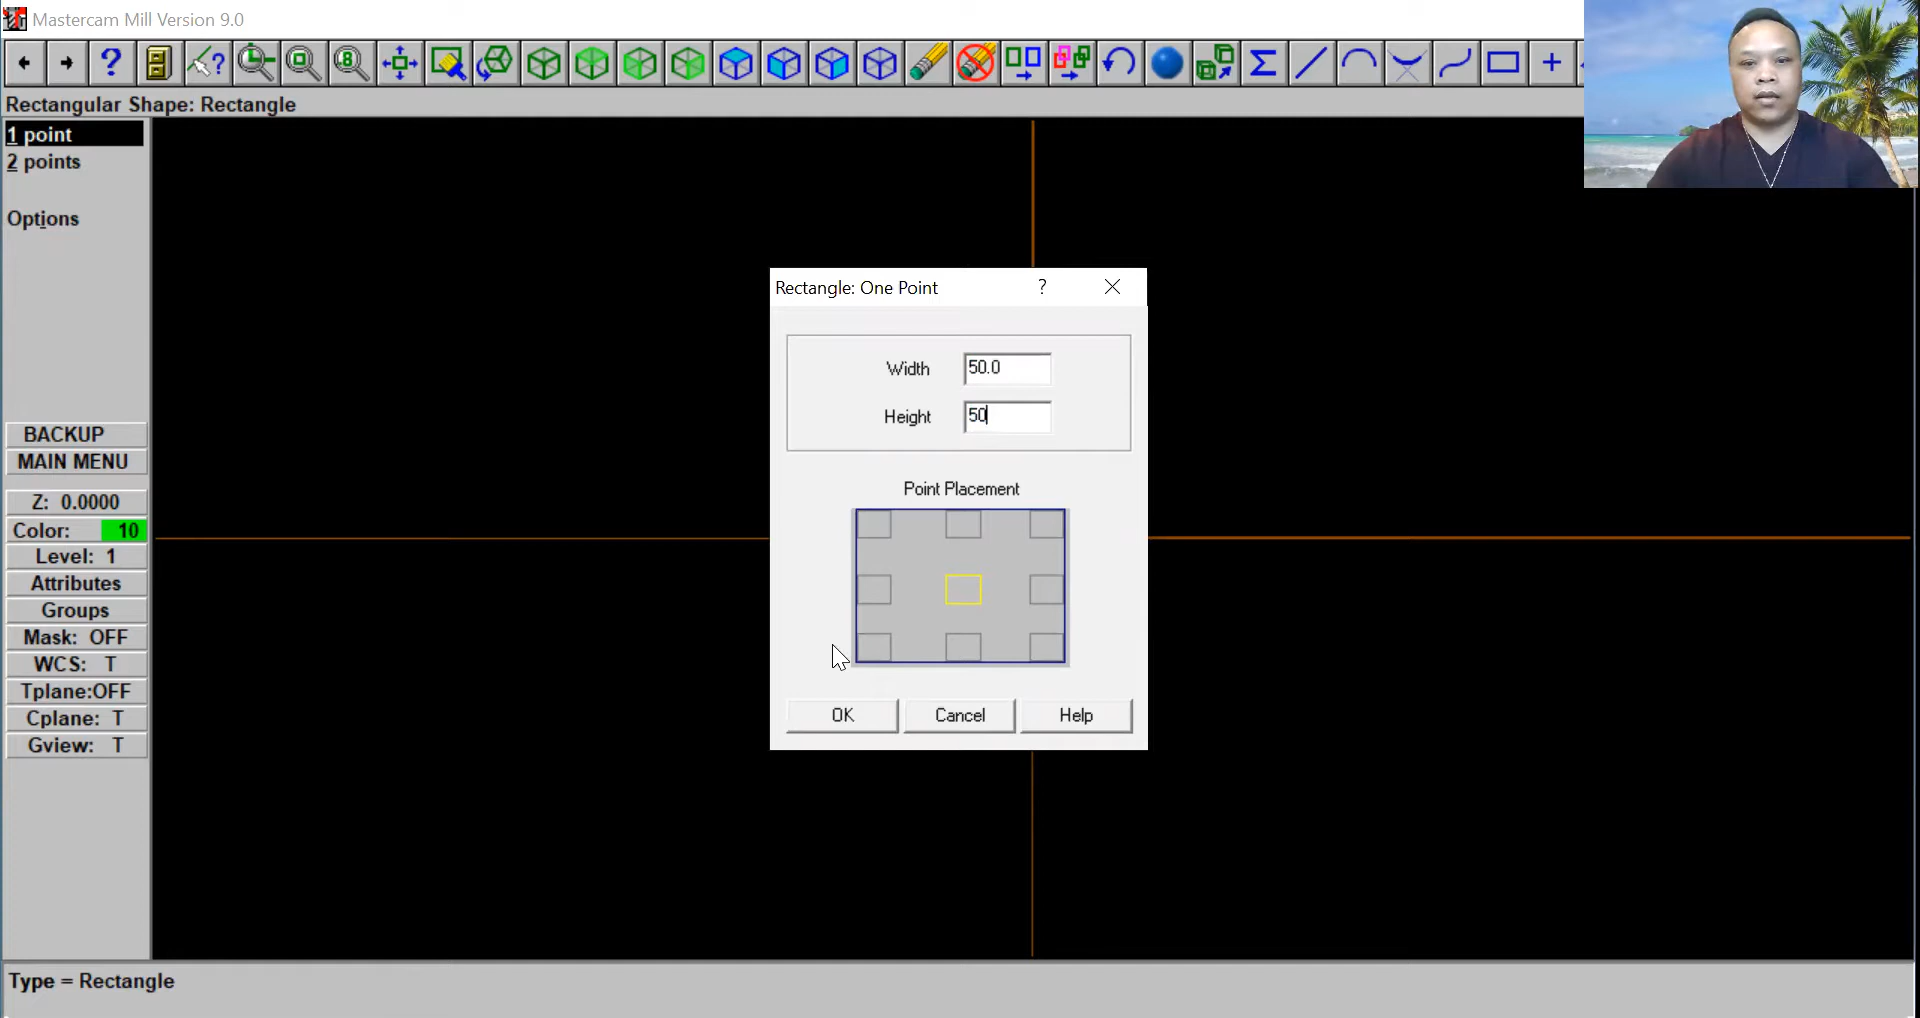 Mastercam Mill Version 9.0
Rectangular Shape: Rectangle
1 point
2 points
Options
BACKUP
MAIN MENU
Z: 0.0000
Color: 10
Level: 1
Attributes
Groups
Mask: OFF
WCS: T
Tplane:OFF
Cplane: T
Gview: T
Rectangle: One Point
Width 50.0
Height 50
Point Placement
OK Cancel Help
Type = Rectangle